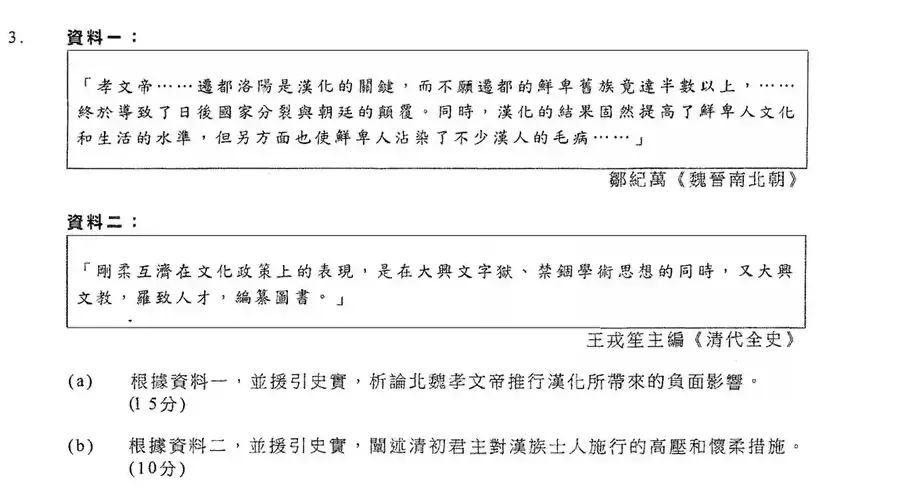 3. 資料一：
「孝文帝……遷都洛陽是漢化的關鍵，而不願遷都的鮮卑舊族竟達半數以上，……
終於導致了日後國家分裂與朝廷的顛覆。同時，漢化的結果固然提高了鮮卑人文化
和生活的水準，但另方面也使鮮卑人沾染了不少漢人的毛病……」
鄒紀萬《魏晉南北朝》
資料二：
「剛柔互濟在文化政策上的表現，是在大興文字獄、禁錮學術思想的同時，又大興
文教，羅致人才，編纂圖書。」
王戎笙主編《清代全史》
(a) 根據資料一，並援引史實，析論北魏孝文帝推行漢化所帶來的負面影響。
(15分)
(b) 根據資料二，並援引史實，闡述清初君主對漢族士人施行的高壓和懷柔措施。
(10分)